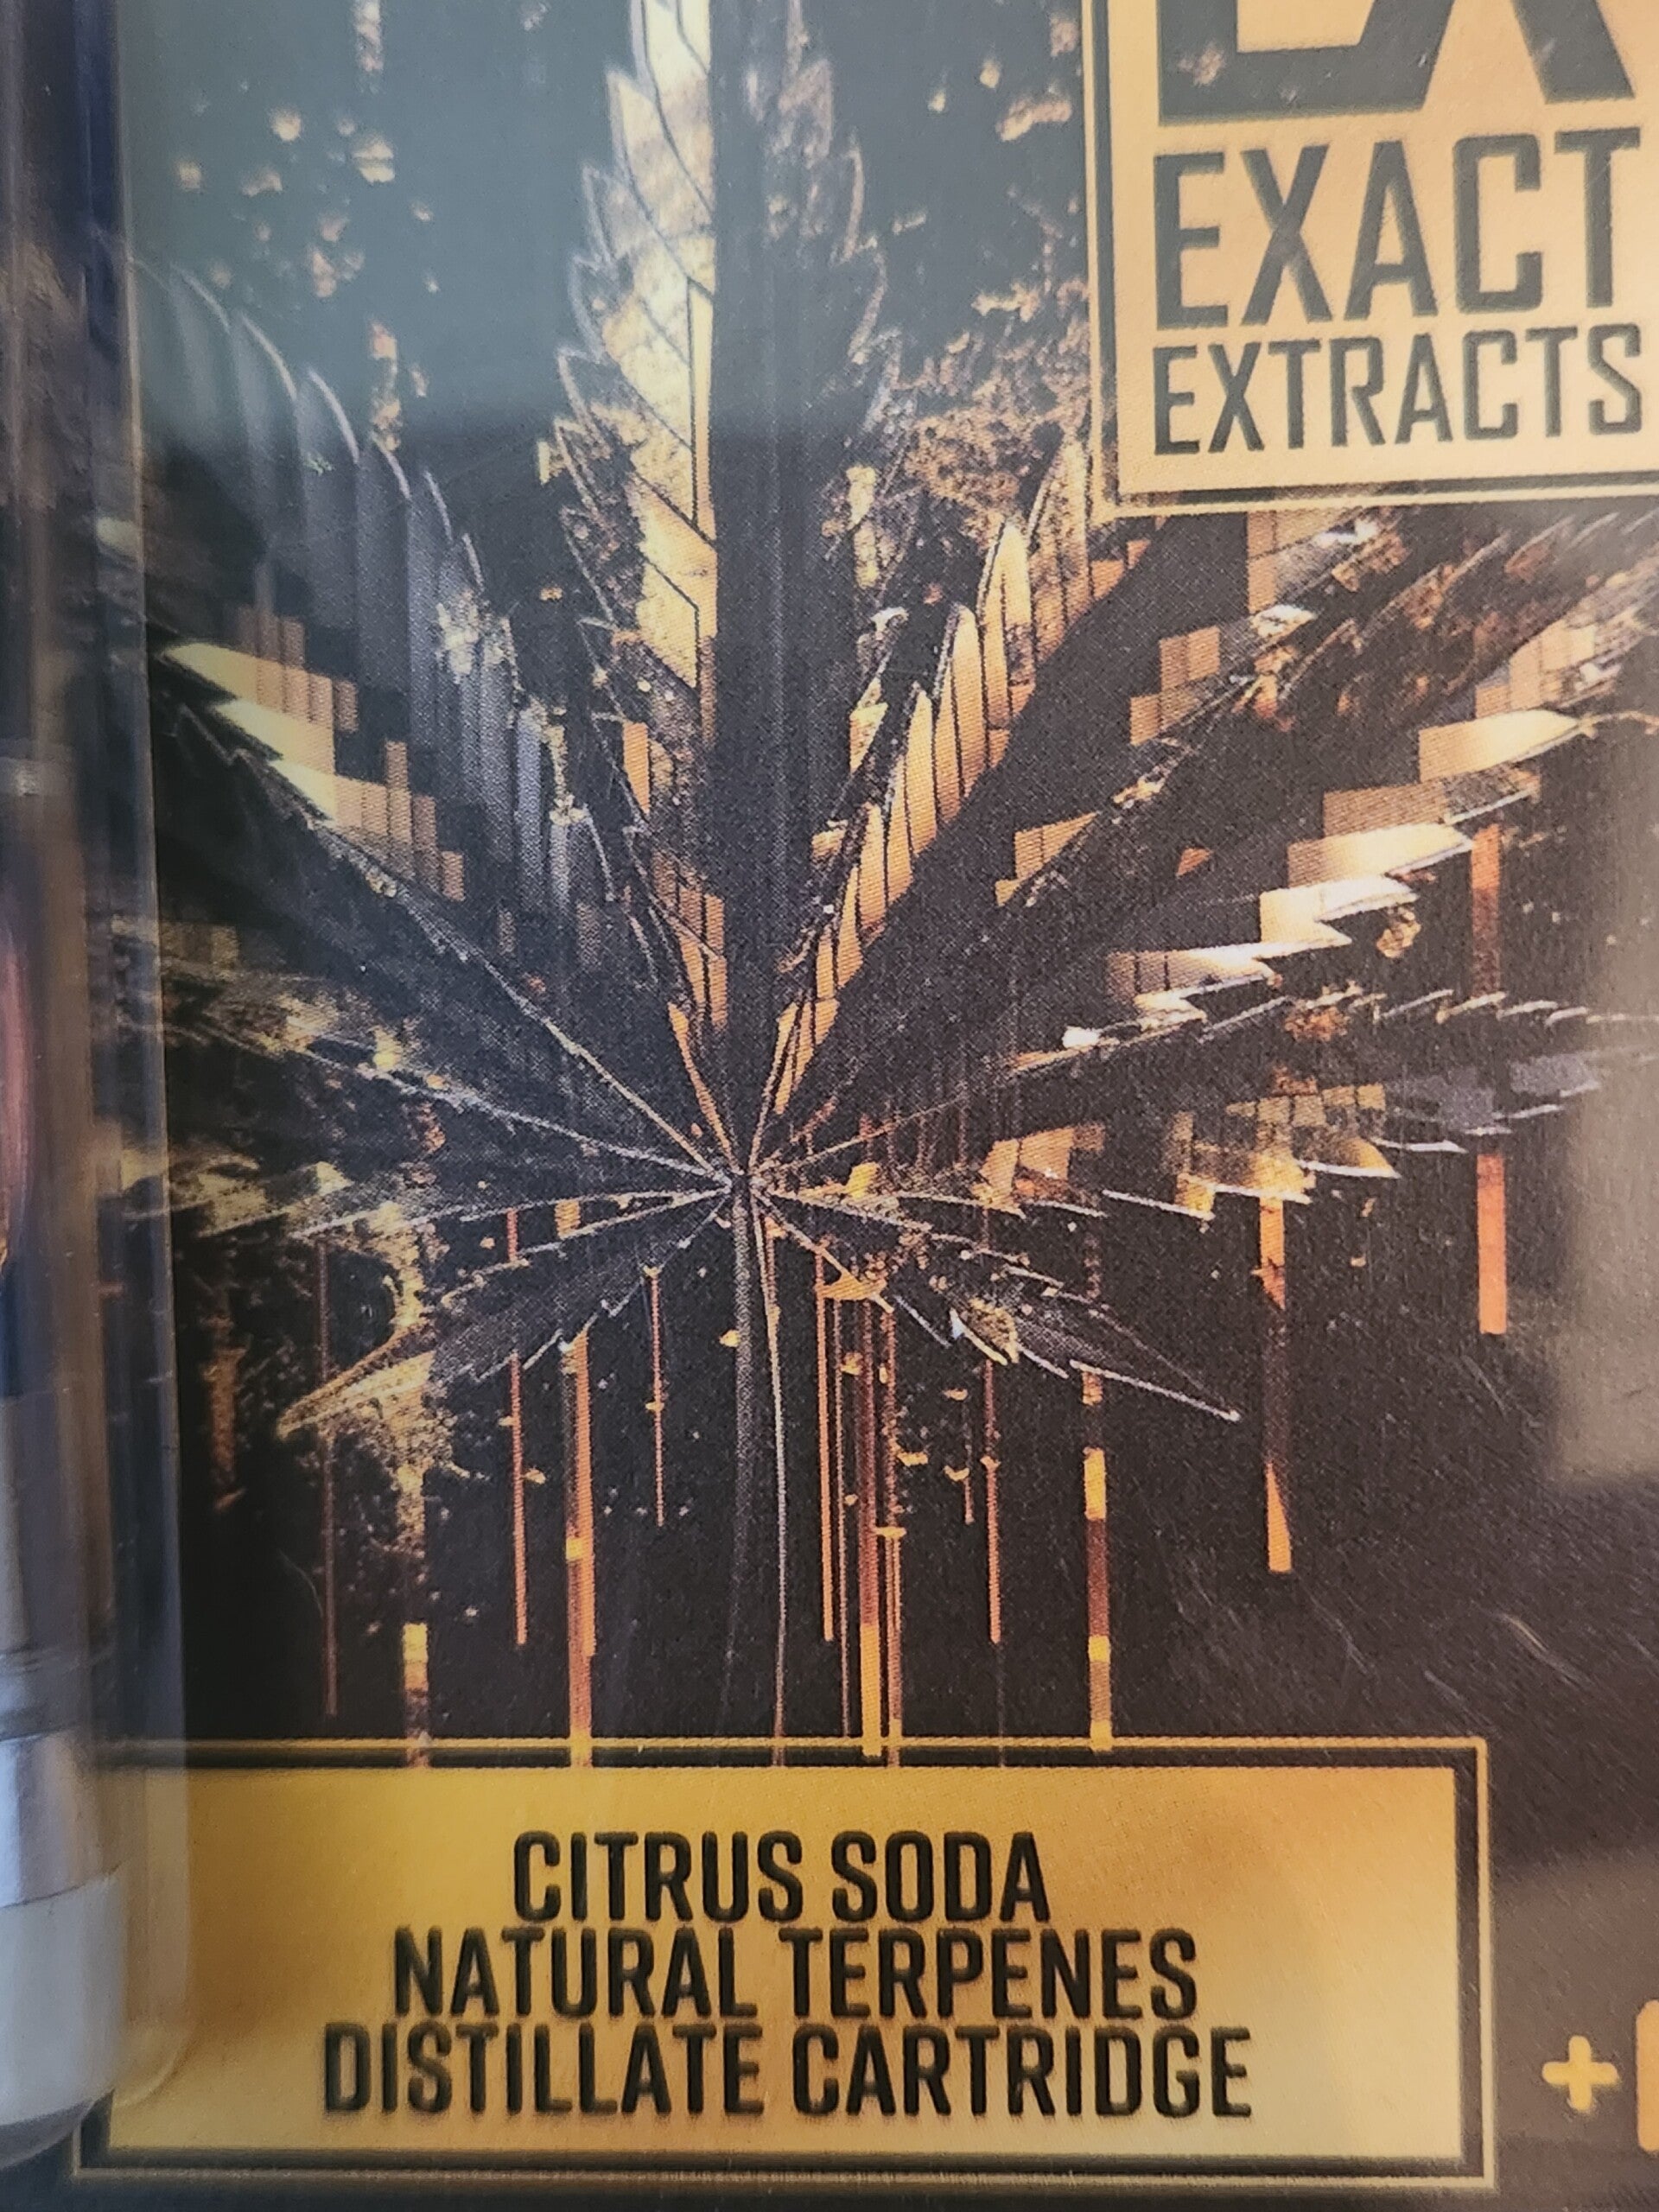 EXACT
EXTRACTS
CITRUS SODA
NATURAL TERPENES
DISTILLATE CARTRIDGE
+